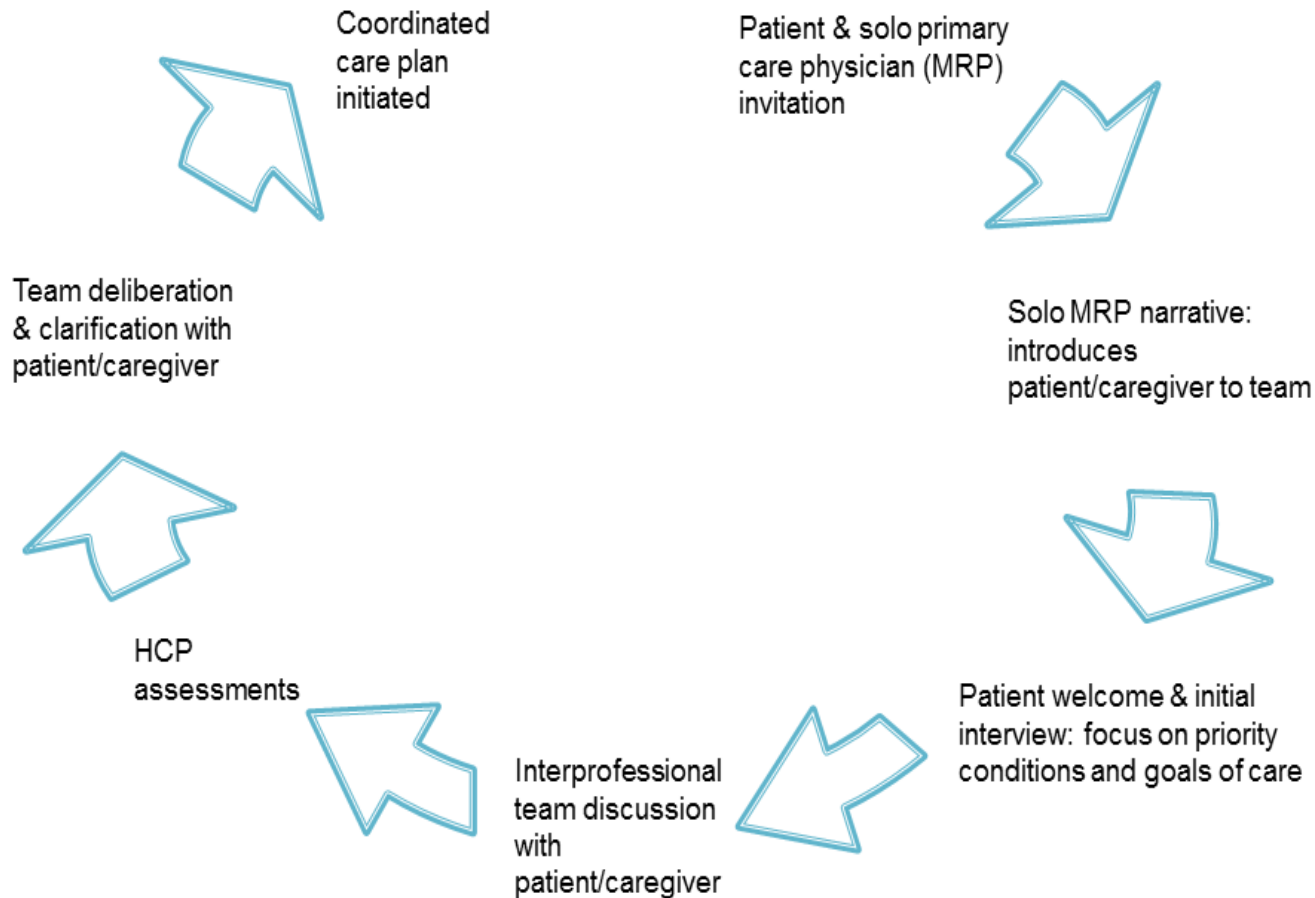 Patient & solo primary
care physician (MRP)
invitation
Solo MRP narrative:
introduces
patient/caregiver to team
Patient welcome & initial
interview: focus on priority
conditions and goals of care
Interprofessional
team discussion
with
patient/caregiver
HCP
assessments
Team deliberation
& clarification with
patient/caregiver
Coordinated
care plan
initiated